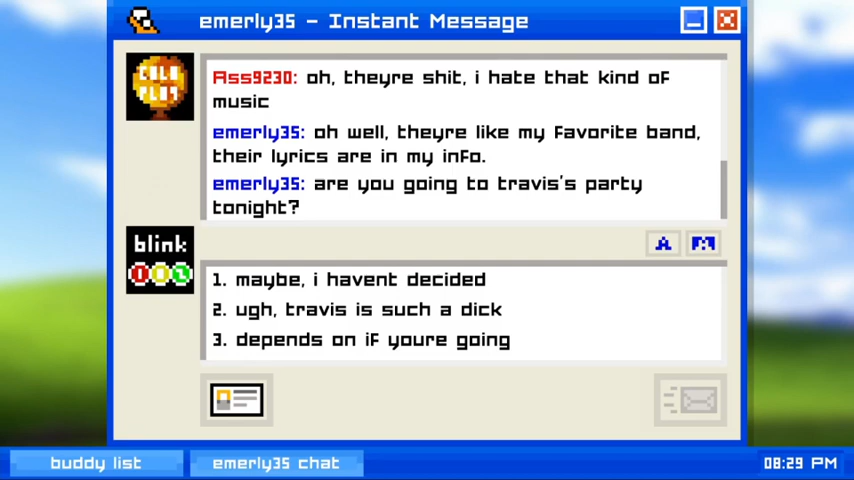 emerly35 - Instant Message
COLD
PLAY
Ass9230: oh, theyre shit, i hate that kind of
music
emerly35: oh well, theyre like my favorite band,
their lyrics are in my info.
emerly35: are you going to travis's party
tonight?
blink
182
A
1. maybe, i havent decided
2. ugh, travis is such a dick
3. depends on if youre going
buddy list
emerly35 chat
08:29 PM